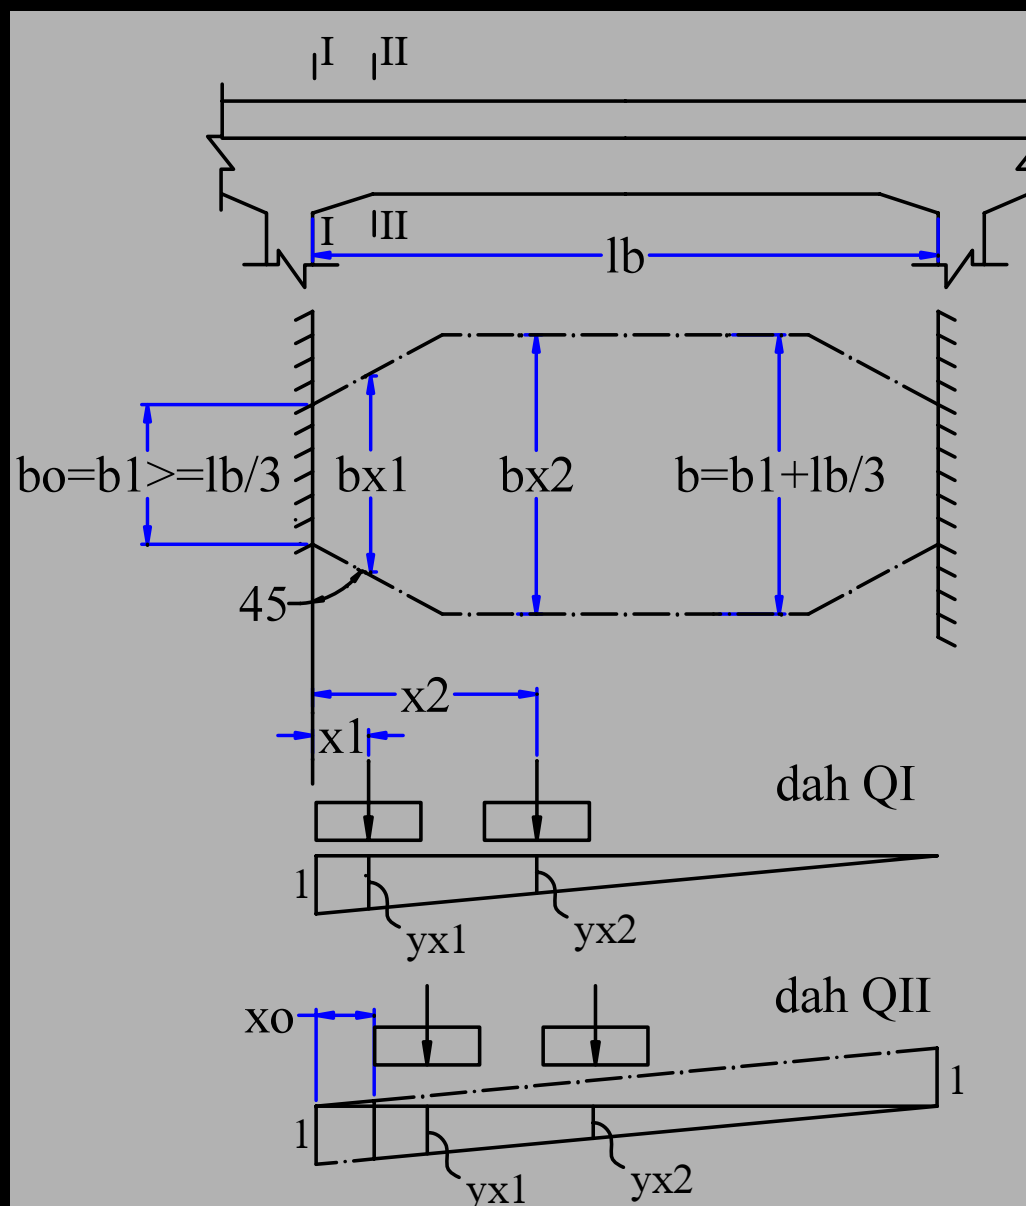 I II
I II
lb
bo=b1>=lb/3 bx1 bx2 b=b1+lb/3
45
x2
x1
dah QI
1
yx1 yx2
dah QII
xo
1
1
yx1 yx2